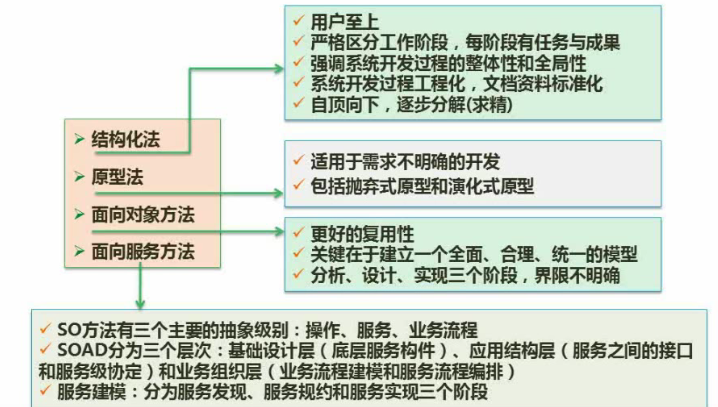 用户至上
严格区分工作阶段，每阶段有任务与成果
强调系统开发过程的整体性和全局性
系统开发过程工程化，文档资料标准化
自顶向下，逐步分解(求精)
结构化法
原型法
面向对象方法
面向服务方法
适用于需求不明确的开发
包括抛弃式原型和演化式原型
更好的复用性
关键在于建立一个全面、合理、统一的模型
分析、设计、实现三个阶段，界限不明确
SO方法有三个主要的抽象级别：操作、服务、业务流程
SOAD分为三个层次：基础设计层（底层服务构件）、应用结构层（服务之间的接口
和服务级协定）和业务组织层（业务流程建模和服务流程编排）
服务建模：分为服务发现、服务规约和服务实现三个阶段